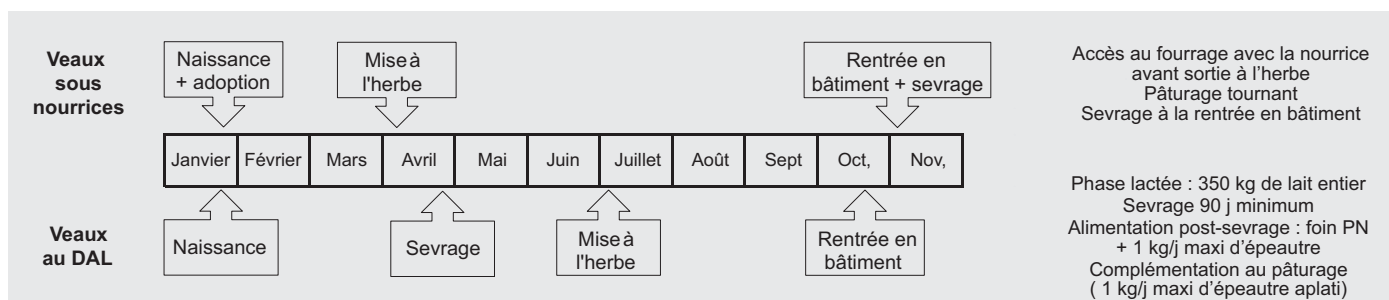 Veaux
sous
nourrices
Naissance
+ adoption
Mise à
l'herbe
Rentrée en
bâtiment + sevrage
Accès au fourrage avec la nourrice
avant sortie à l’herbe
Pâturage tournant
Sevrage à la rentrée en bâtiment
Janvier Février Mars Avril Mai Juin Juillet Août Sept Oct, Nov,
Veaux
au DAL
Naissance
Sevrage
Mise à
l'herbe
Rentrée en
bâtiment
Phase lactée : 350 kg de lait entier
Sevrage 90 j minimum
Alimentation post-sevrage : foin PN
+ 1 kg/j maxi d’épeautre
Complémentation au pâturage
( 1 kg/j maxi d’épeautre aplati)